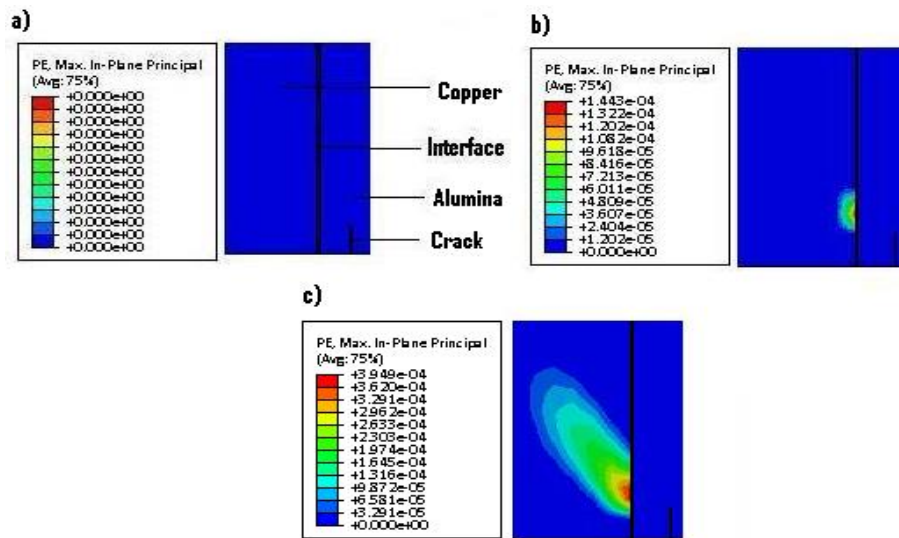 a)
PE, Max. In-Plane Principal
(Avg: 75%)
+0.000e+00
+0.000e+00
+0.000e+00
+0.000e+00
+0.000e+00
+0.000e+00
+0.000e+00
+0.000e+00
+0.000e+00
+0.000e+00
+0.000e+00
+0.000e+00
+0.000e+00
Copper
Interface
Alumina
Crack
b)
PE, Max. In-Plane Principal
(Avg: 75%)
+1.443e-04
+1.322e-04
+1.202e-04
+1.082e-04
+9.618e-05
+8.416e-05
+7.213e-05
+6.011e-05
+4.809e-05
+3.607e-05
+2.404e-05
+1.202e-05
+0.000e+00
c)
PE, Max. In-Plane Principal
(Avg: 75%)
+3.949e-04
+3.620e-04
+3.291e-04
+2.962e-04
+2.633e-04
+2.303e-04
+1.974e-04
+1.645e-04
+1.316e-04
+9.872e-05
+6.581e-05
+3.291e-05
+0.000e+00